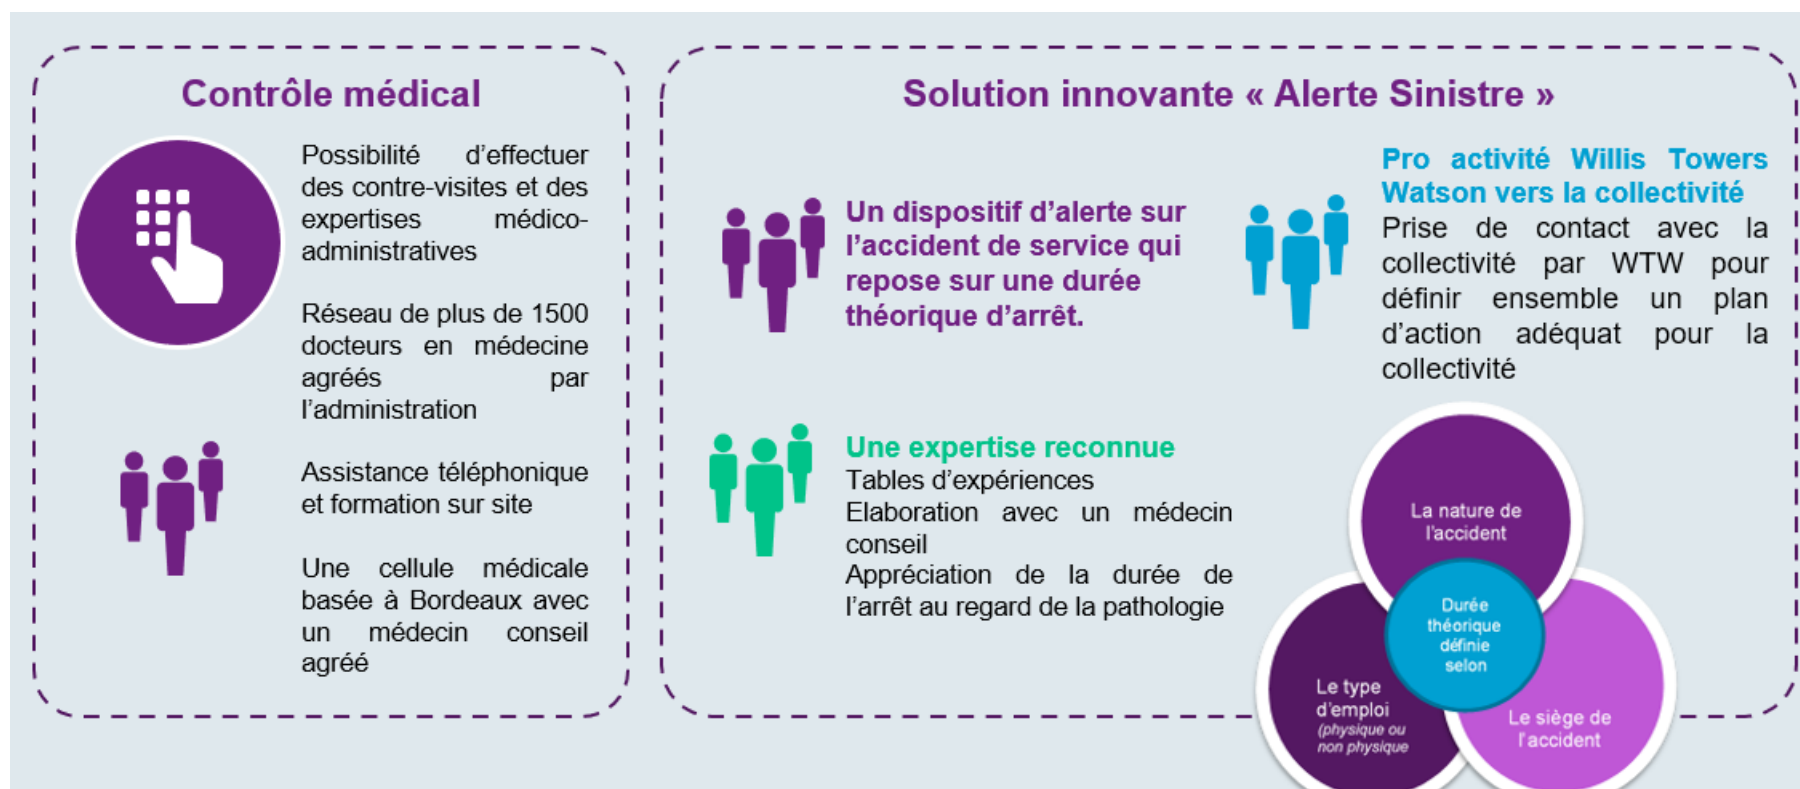 Contrôle médical
Possibilité d'effectuer
des contre-visites et des
expertises médico-
administratives
Réseau de plus de 1500
docteurs en médecine
agréés par
l'administration
Assistance téléphonique
et formation sur site
Une cellule médicale
basée à Bordeaux avec
un médecin conseil
agréé
Solution innovante « Alerte Sinistre »
Un dispositif d'alerte sur
l'accident de service qui
repose sur une durée
théorique d'arrêt.
Pro activité Willis Towers
Watson vers la collectivité
Prise de contact avec la
collectivité par WTW pour
définir ensemble un plan
d'action adéquat pour la
collectivité
Une expertise reconnue
Tables d'expériences
Elaboration avec un médecin
conseil
Appréciation de la durée de
l'arrêt au regard de la pathologie
La nature de
l'accident
Durée
théorique
définie
selon
Le type
d'emploi
(physique ou
non physique
Le siège de
l'accident